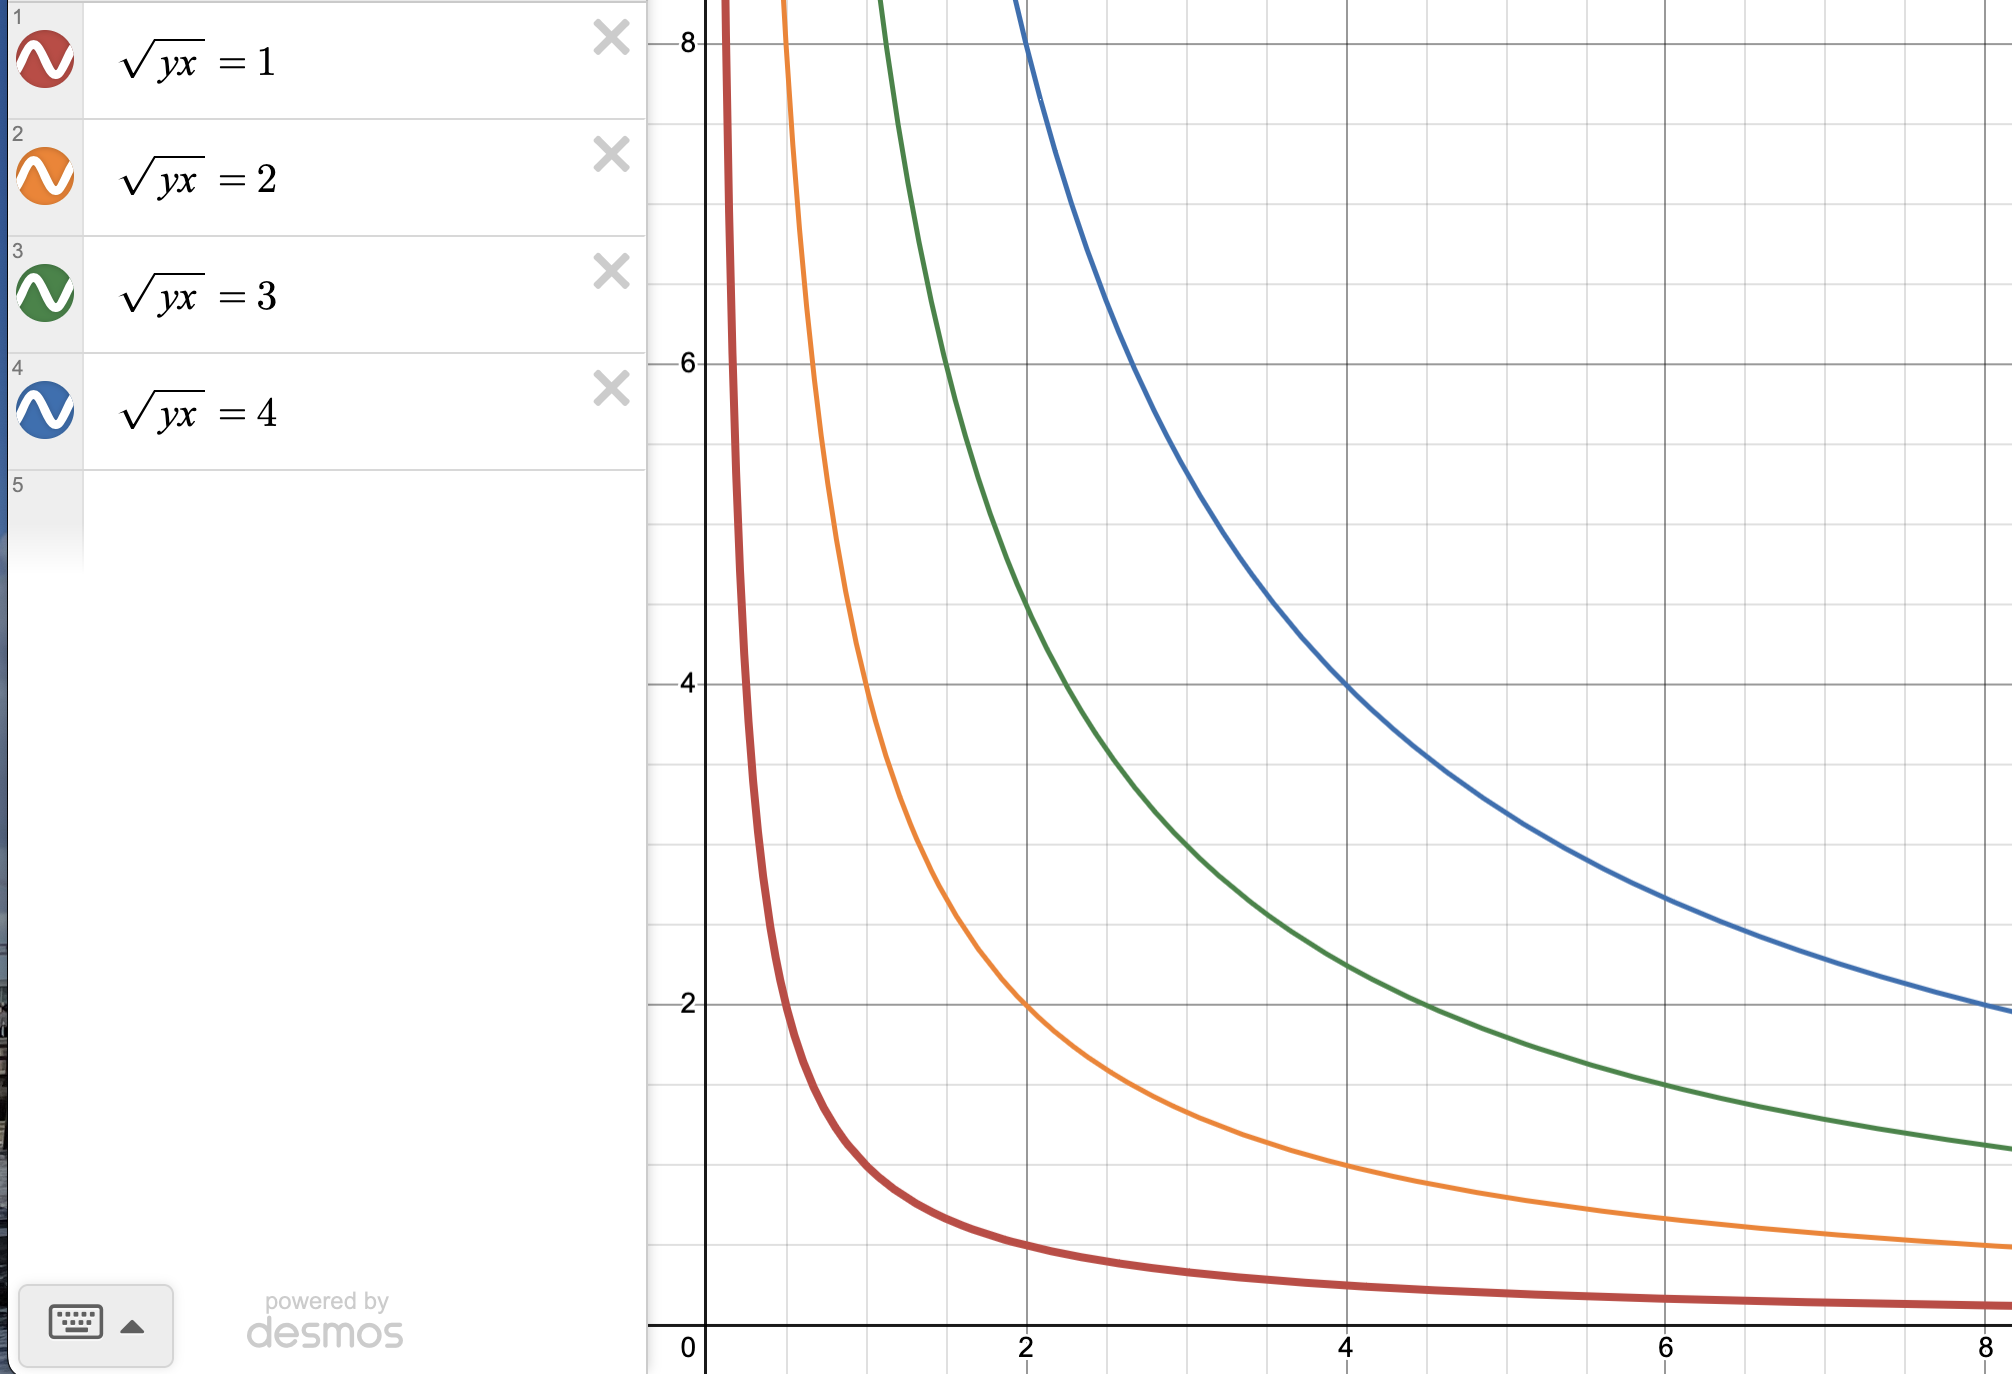 1
√yx = 1
2
√yx = 2
3
√yx = 3
4
√yx = 4
5
powered by
desmos
8
6
4
2
0 2 4 6 8